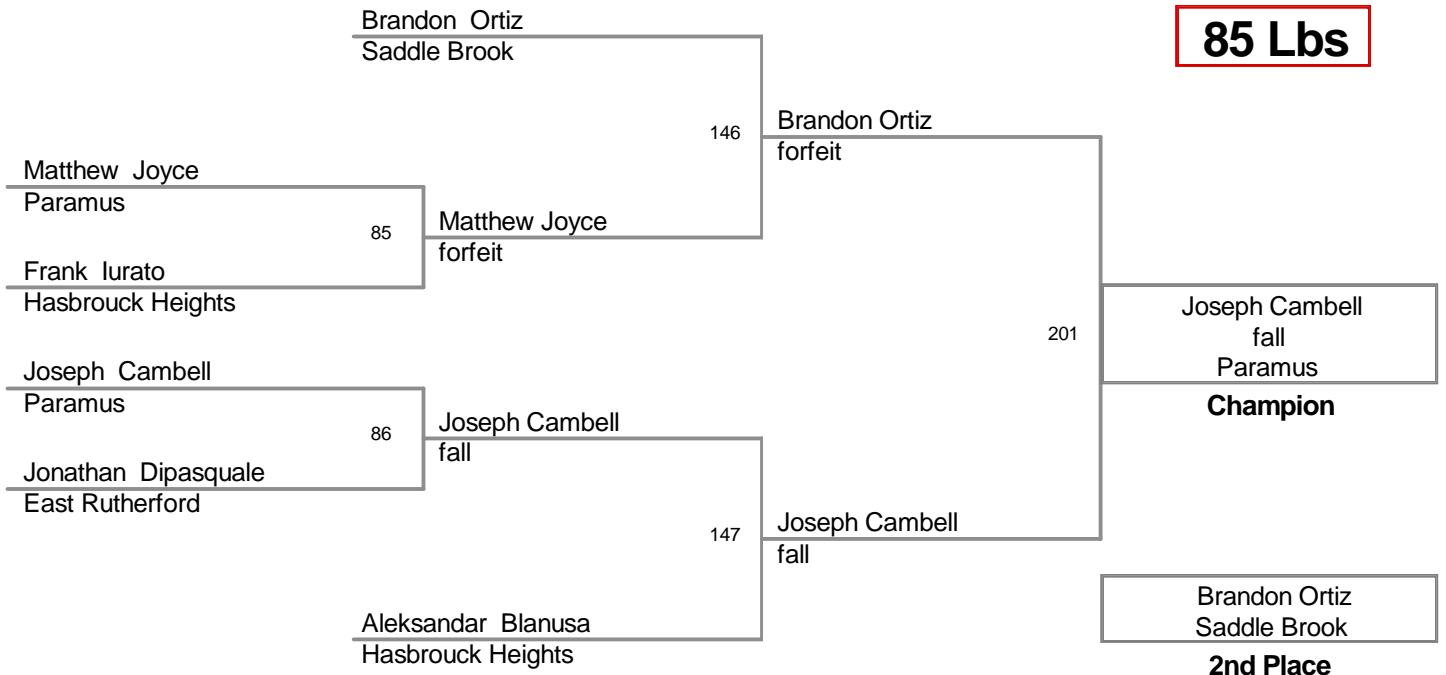 Brandon Ortiz
Saddle Brook
85 Lbs
146
Brandon Ortiz
forfeit
Matthew Joyce
Paramus
85
Matthew Joyce
forfeit
Frank Iurato
Hasbrouck Heights
201
Joseph Cambell
fall
Paramus
Champion
Joseph Cambell
Paramus
86
Joseph Cambell
fall
Jonathan Dipasquale
East Rutherford
147
Joseph Cambell
fall
Aleksandar Blanusa
Hasbrouck Heights
Brandon Ortiz
Saddle Brook
2nd Place